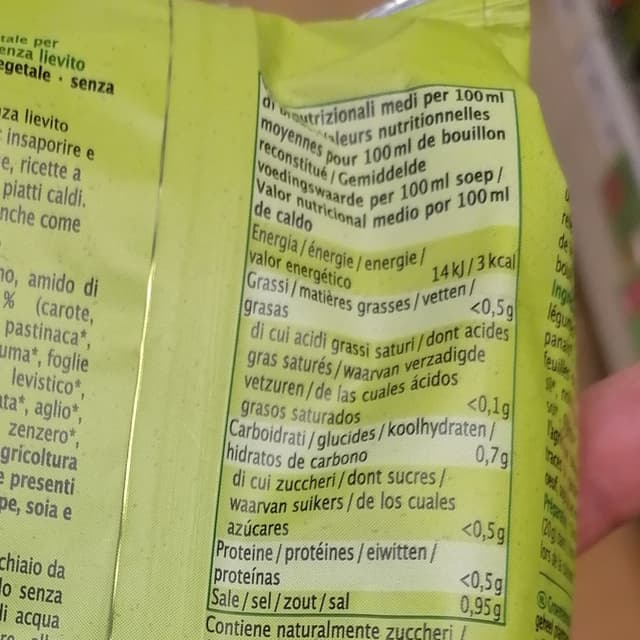 tale per
enza lievito
egetale · senza
za lievito
insaporire e
e, ricette a
piatti caldi.
nche come
no, amido di
% (carote,
pastinaca*,
uma*, foglie
levistico*,
ata*, aglio*,
zenzero*,
gricoltura
e presenti
pe, soia e
chiaio da
lo senza
di acqua
nutrizionali medi per 100 ml
moyennes pour 100 ml de bouillon
reconstitué / Gemiddelde
voedingswaarde per 100 ml soep /
Valor nutricional medio por 100 ml
de caldo
Energia / énergie / energie /
valor energético
14 kJ / 3 kcal
Grassi / matières grasses / vetten /
grasas
<0,5g
di cui acidi grassi saturi / dont acides
gras saturés / waarvan verzadigde
vetzuren / de las cuales ácidos
grasos saturados
<0,1g
Carboidrati / glucides / koolhydraten /
hidratos de carbono
0,7g
di cui zuccheri / dont sucres /
waarvan suikers / de los cuales
azúcares
<0,5g
Proteine / protéines / eiwitten /
proteínas
<0,5g
Sale / sel / zout / sal
0,95g
Contiene naturalmente zuccheri /